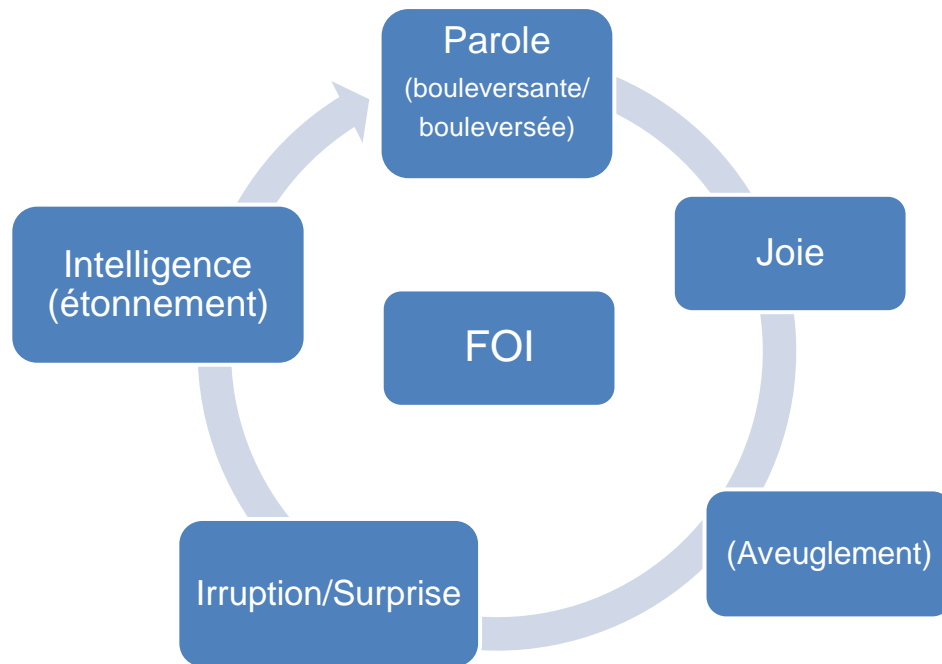 Parole
(bouleversante/
bouleversée)
Joie
Intelligence
(étonnement)
FOI
(Aveuglement)
Irruption/Surprise